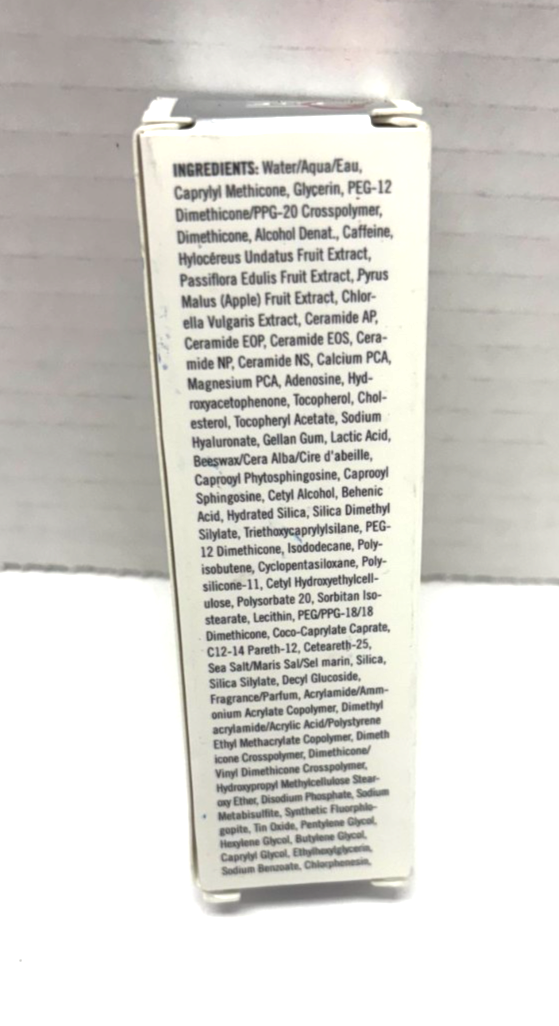 INGREDIENTS: Water/Aqua/Eau,
Caprylyl Methicone, Glycerin, PEG-12
Dimethicone/PPG-20 Crosspolymer,
Dimethicone, Alcohol Denat., Caffeine,
Hylocereus Undatus Fruit Extract,
Passiflora Edulis Fruit Extract, Pyrus
Malus (Apple) Fruit Extract, Chlor-
ella Vulgaris Extract, Ceramide AP,
Ceramide EOP, Ceramide EOS, Cera-
mide NP, Ceramide NS, Calcium PCA,
Magnesium PCA, Adenosine, Hyd-
roxyacetophenone, Tocopherol, Chol-
esterol, Tocopheryl Acetate, Sodium
Hyaluronate, Gellan Gum, Lactic Acid,
Beeswax/Cera Alba/Cire d'abeille,
Caprooyl Phytosphingosine, Caprooyl
Sphingosine, Cetyl Alcohol, Behenic
Acid, Hydrated Silica, Silica Dimethyl
Silylate, Triethoxycaprylylsilane, PEG-
12 Dimethicone, Isododecane, Poly-
isobutene, Cyclopentasiloxane, Poly-
silicone-11, Cetyl Hydroxyethylcell-
ulose, Polysorbate 20, Sorbitan Iso-
stearate, Lecithin, PEG/PPG-18/18
Dimethicone, Coco-Caprylate Caprate,
C12-14 Pareth-12, Ceteareth-25,
Sea Salt/Maris Sal/Sel marin, Silica,
Silica Silylate, Decyl Glucoside,
Fragrance/Parfum, Acrylamide/Amm-
onium Acrylate Copolymer, Dimethyl
acrylamide/Acrylic Acid/Polystyrene
Ethyl Methacrylate Copolymer, Dimeth
icone Crosspolymer, Dimethicone/
Vinyl Dimethicone Crosspolymer,
Hydroxypropyl Methylcellulose Stear-
oxy Ether, Disodium Phosphate, Sodium
Metabisulfite, Synthetic Fluorphlo-
gopite, Tin Oxide, Pentylene Glycol,
Hexylene Glycol, Butylene Glycol,
Caprylyl Glycol, Ethylhexylglycerin,
Sodium Benzoate, Chlorphenesin,